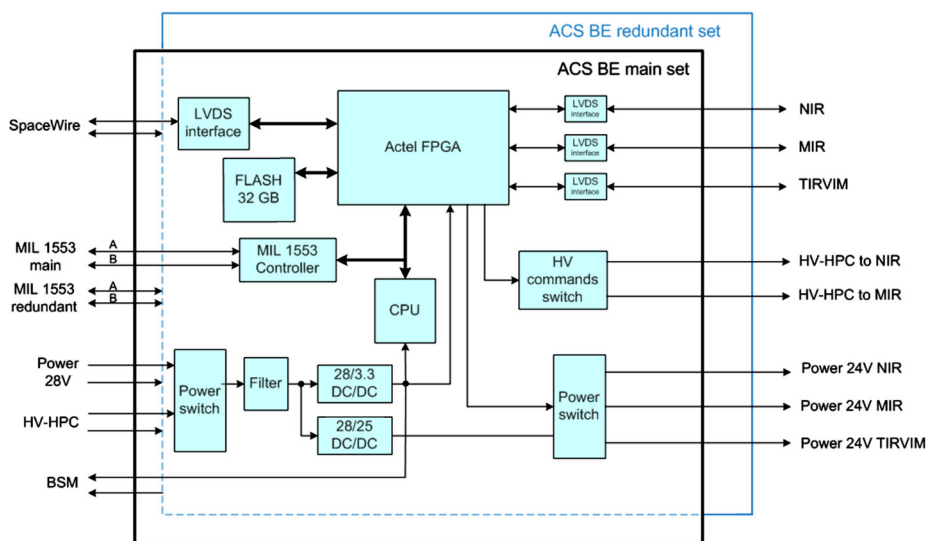 ACS BE redundant set
ACS BE main set
SpaceWire
LVDS
interface
Actel FPGA
LVDS
interface
NIR
LVDS
interface
MIR
LVDS
interface
TIRVIM
FLASH
32 GB
MIL 1553
main
A
B
MIL 1553
Controller
MIL 1553
redundant
A
B
CPU
HV
commands
switch
HV-HPC to NIR
HV-HPC to MIR
Power
28V
HV-HPC
Power
switch
Filter
28/3.3
DC/DC
28/25
DC/DC
Power
switch
Power 24V NIR
Power 24V MIR
Power 24V TIRVIM
BSM